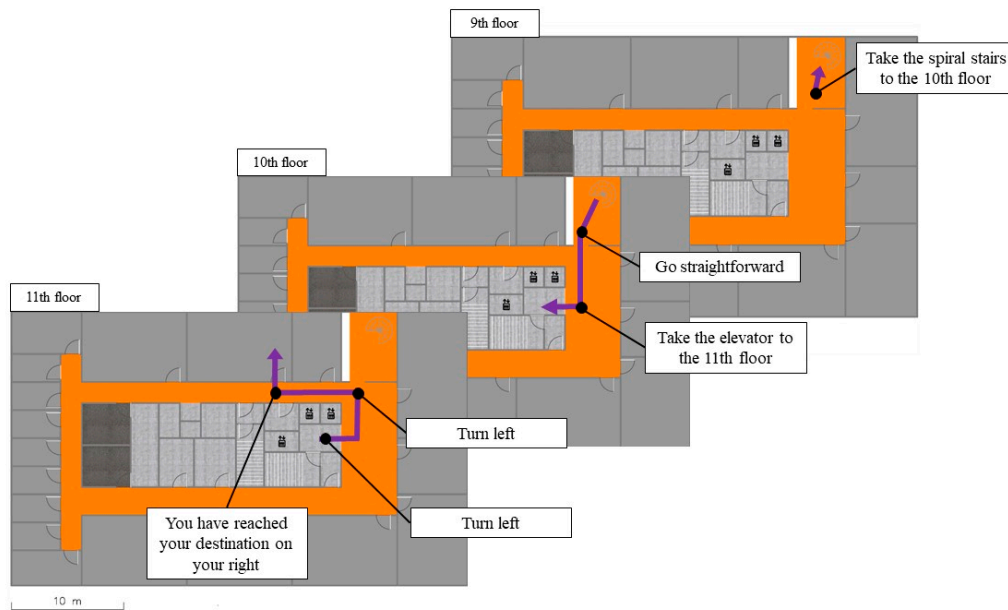 9th floor
Take the spiral stairs
to the 10th floor
10th floor
Go straightforward
Take the elevator to
the 11th floor
11th floor
Turn left
Turn left
You have reached
your destination on
your right
10 m